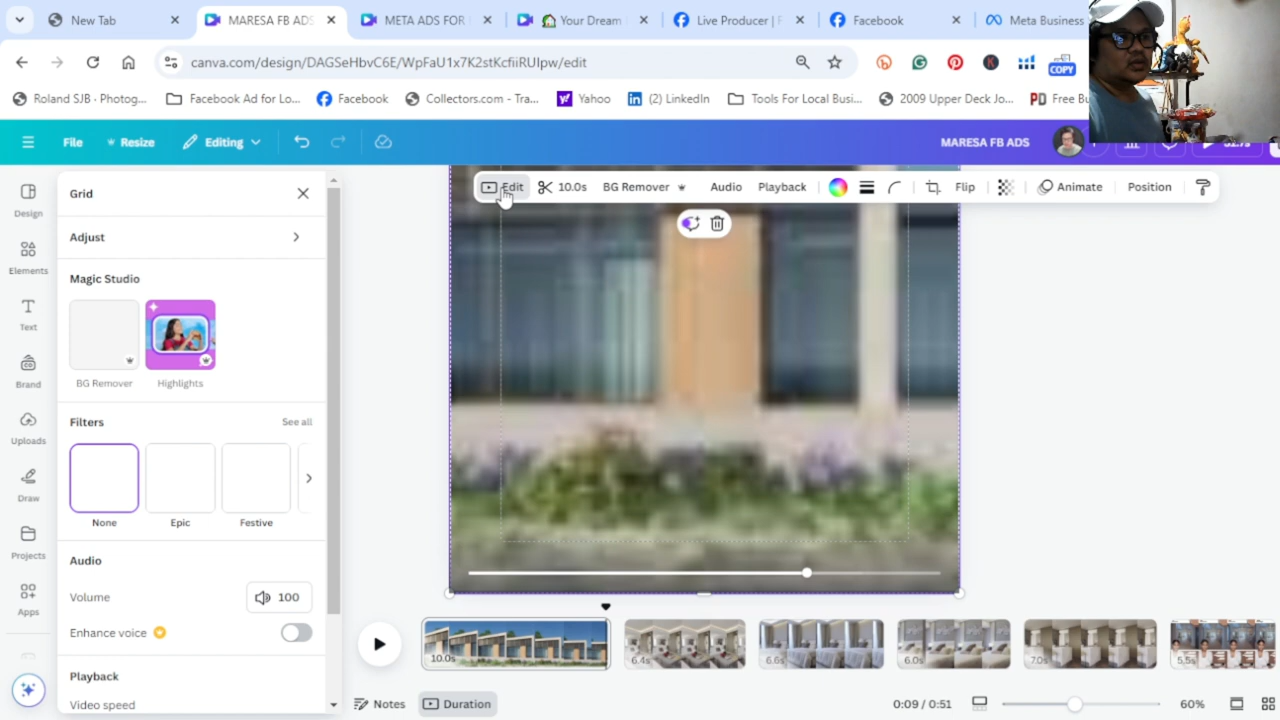 New Tab
MARESA FB ADS
META ADS FOR
Your Dream
Live Producer | F
Facebook
Meta Business
canva.com/design/DAGSeHbvC6E/WpFaU1x7K2stKcfiiRUIpw/edit
COPY
Roland SJB · Photog...
Facebook Ad for Lo...
Facebook
Collectors.com - Tra...
Yahoo
(2) LinkedIn
Tools For Local Busi...
2009 Upper Deck Jo...
PD Free Bu
File
Resize
Editing
MARESA FB ADS
Edit
10.0s
BG Remover
Audio
Playback
Flip
Animate
Position
Design
Elements
Text
Brand
Uploads
Draw
Projects
Apps
Grid
Adjust
Magic Studio
BG Remover
Highlights
Filters
See all
None
Epic
Festive
Audio
Volume
100
Enhance voice
Playback
Video speed
10.0s
6.4s
6.6s
6.0s
7.0s
5.5s
Notes
Duration
0:09 / 0:51
60%